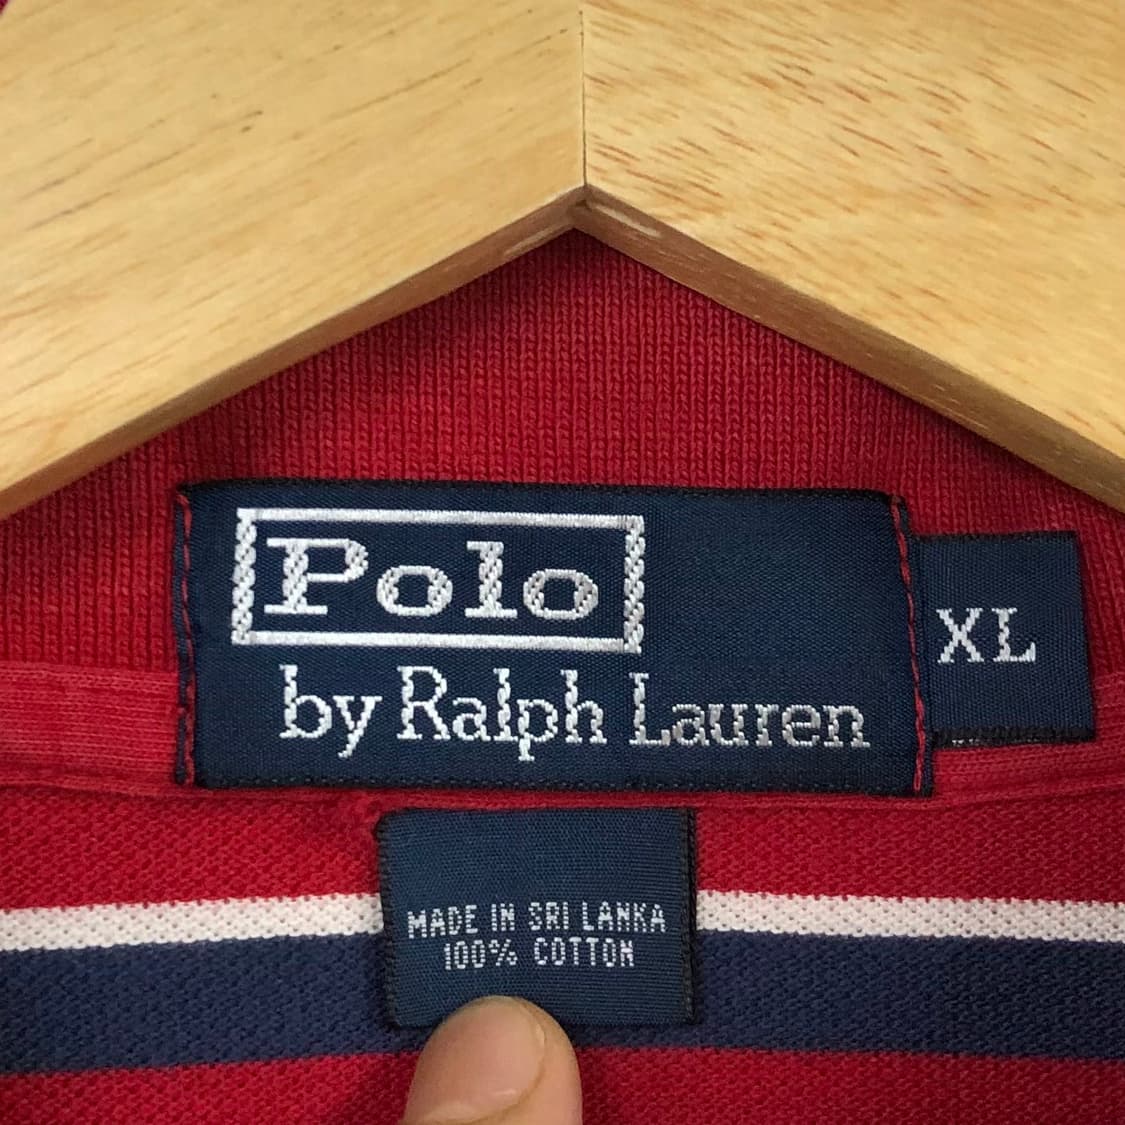 Polo
by Ralph Lauren
XL
MADE IN SRI LANKA
100% COTTON